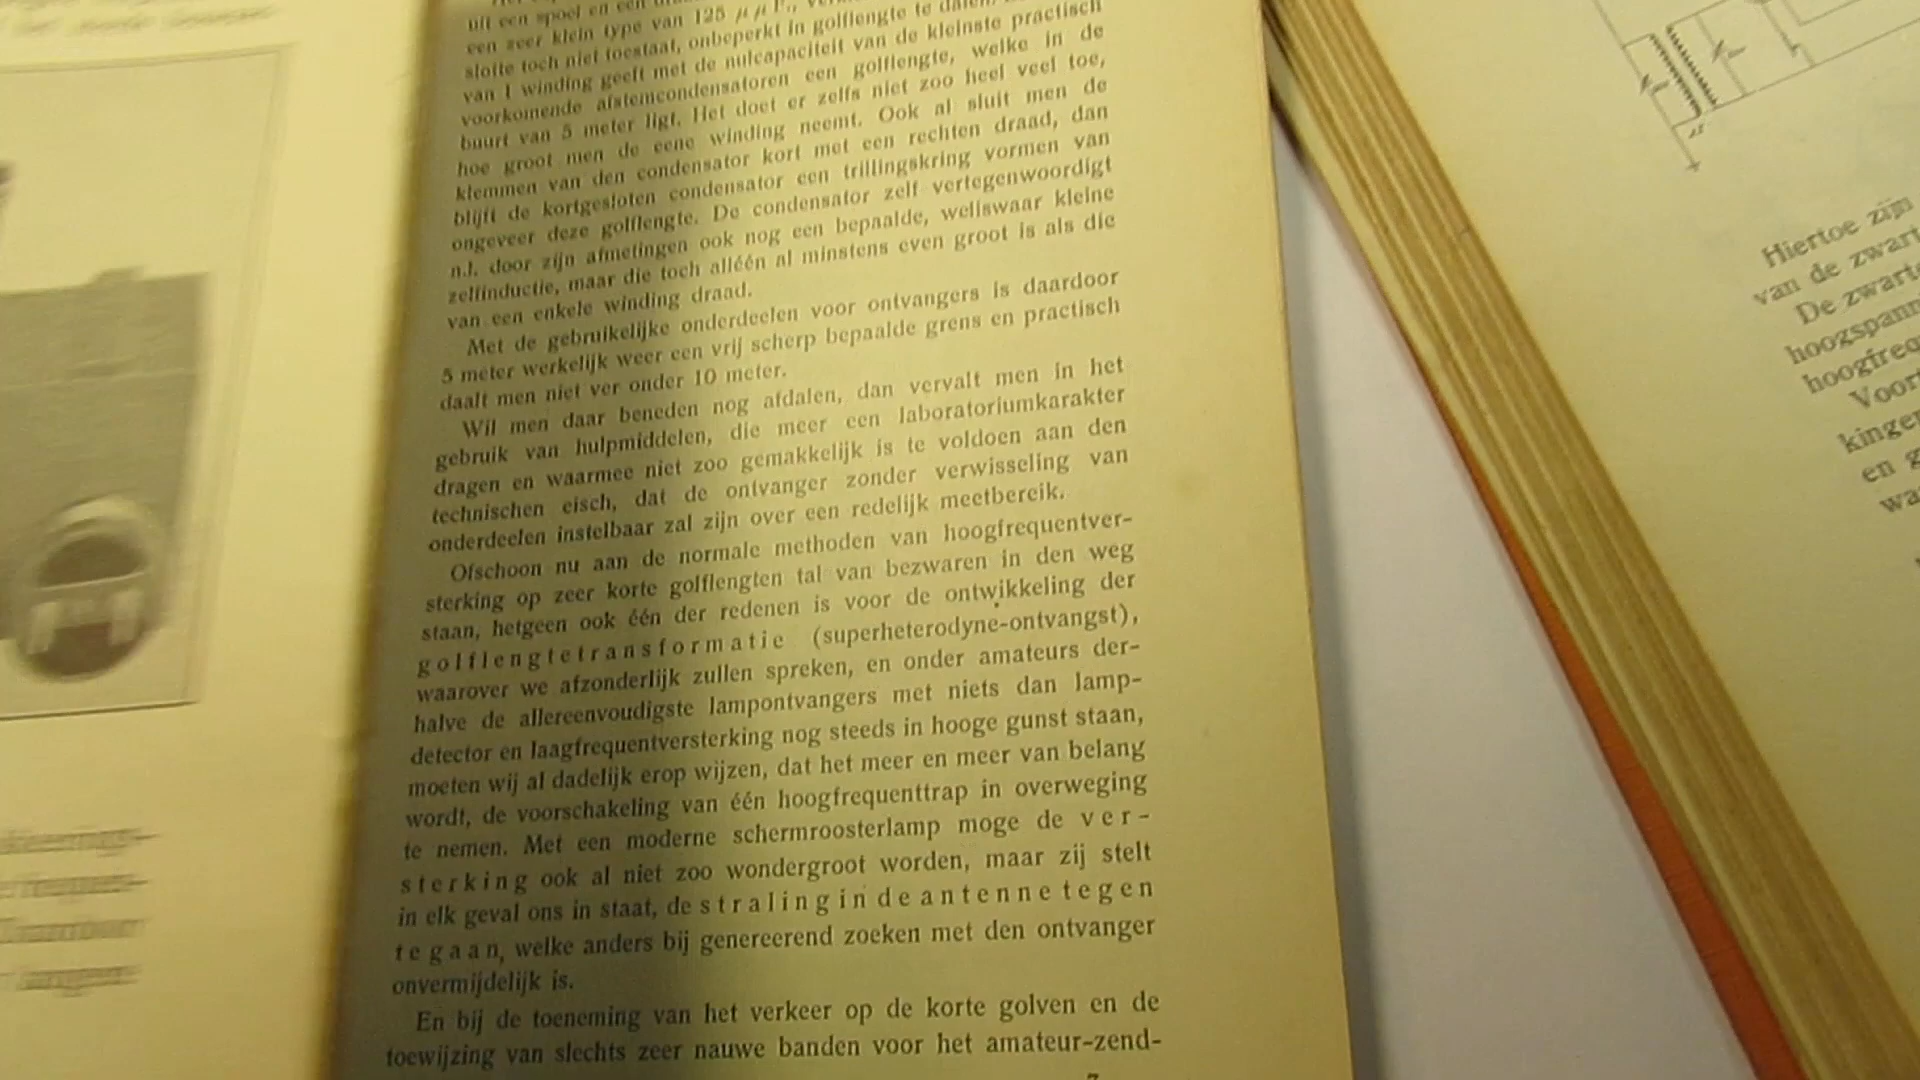 uit een spoel en een
een zeer klein type van 125 μμF.,
slotte toch niet toestaat, onbeperkt in golflengte te dalen.
van 1 winding geeft met de nulcapaciteit van de kleinste practisch
voorkomende afstemcondensatoren een golflengte, welke in de
buurt van 5 meter ligt. Het doet er zelfs niet zoo heel veel toe,
hoe groot men de eene winding neemt. Ook al sluit men de
klemmen van den condensator kort met een rechten draad, dan
blijft de kortgesloten condensator een trillingskring vormen van
ongeveer deze golflengte. De condensator zelf vertegenwoordigt
n.l. door zijn afmetingen ook nog een bepaalde, weliswaar kleine
zelfinductie, maar die toch alléén al minstens even groot is als die
van een enkele winding draad.
Met de gebruikelijke onderdeelen voor ontvangers is daardoor
5 meter werkelijk weer een vrij scherp bepaalde grens en practisch
daalt men niet ver onder 10 meter.
Wil men daar beneden nog afdalen, dan vervalt men in het
gebruik van hulpmiddelen, die meer een laboratoriumkarakter
dragen en waarmee niet zoo gemakkelijk is te voldoen aan den
technischen eisch, dat de ontvanger zonder verwisseling van
onderdeelen instelbaar zal zijn over een redelijk meetbereik.
Ofschoon nu aan de normale methoden van hoogfrequentver-
sterking op zeer korte golflengten tal van bezwaren in den weg
staan, hetgeen ook één der redenen is voor de ontwikkeling der
golflengtetransformatie (superheterodyne-ontvangst),
waarover we afzonderlijk zullen spreken, en onder amateurs der-
halve de allereenvoudigste lampontvangers met niets dan lamp-
detector en laagfrequentversterking nog steeds in hooge gunst staan,
moeten wij al dadelijk erop wijzen, dat het meer en meer van belang
wordt, de voorschakeling van één hoogfrequenttrap in overweging
te nemen. Met een moderne schermroosterlamp moge de ver-
sterking ook al niet zoo wondergroot worden, maar zij stelt
in elk geval ons in staat, de straling in de antenne tegen
te gaan, welke anders bij genereerend zoeken met den ontvanger
onvermijdelijk is.
En bij de toeneming van het verkeer op de korte golven en de
toewijzing van slechts zeer nauwe banden voor het amateur-zend-
Hiertoe zijn
van de zwart
De zwart
hoogspann
hoogfreq
Voort
kinge
en
wa